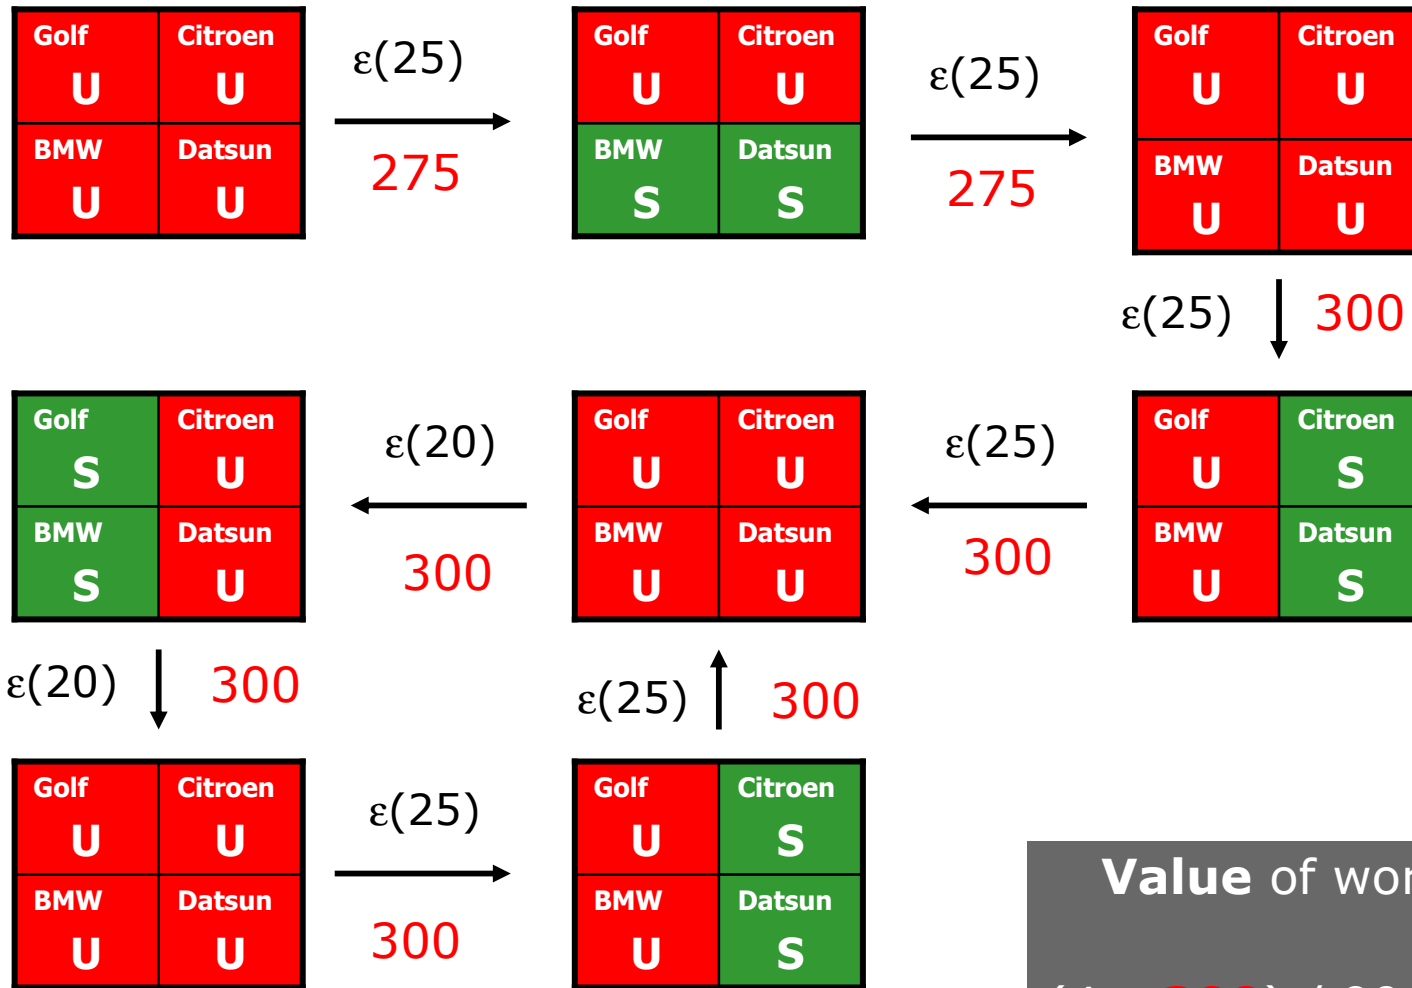 Golf Citroen
U U
BMW Datsun
U U
ε(25)
275
Golf Citroen
U U
BMW Datsun
S S
ε(25)
275
Golf Citroen
U U
BMW Datsun
U U
ε(25) 300
Golf Citroen
S U
BMW Datsun
S U
ε(20)
300
Golf Citroen
U U
BMW Datsun
U U
ε(25)
300
Golf Citroen
U S
BMW Datsun
U S
ε(20) 300
ε(25) 300
Golf Citroen
U U
BMW Datsun
U U
ε(25)
300
Golf Citroen
U S
BMW Datsun
U S
Value of